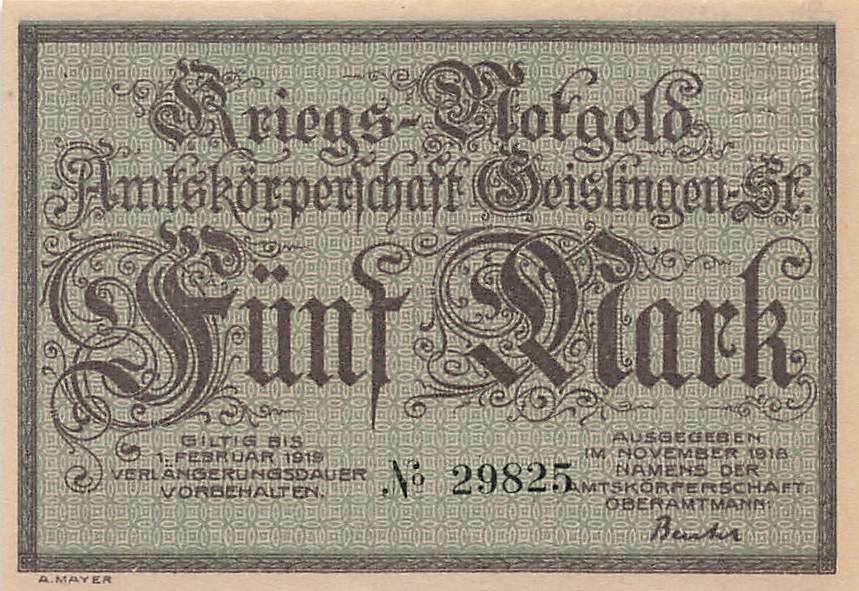 Kriegs-Notgeld
Amtskörperschaft Geislingen-St.
Fünf Mark
GILTIG BIS
1. FEBRUAR 1919
VERLÄNGERUNGSDAUER
VORBEHALTEN.
№ 29825
AUSGEGEBEN
IM NOVEMBER 1918
NAMENS DER
AMTSKÖRPERSCHAFT
OBERAMTMANN:
A. MAYER